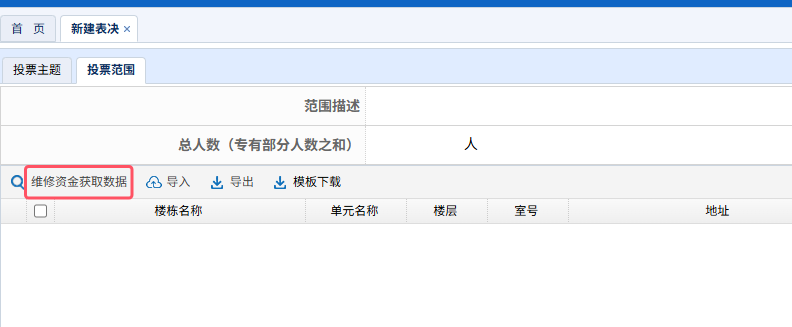 首 页 新建表决 ×
投票主题 投票范围
范围描述
总人数（专有部分人数之和） 人
维修资金获取数据 导入 导出 模板下载
楼栋名称 单元名称 楼层 室号 地址